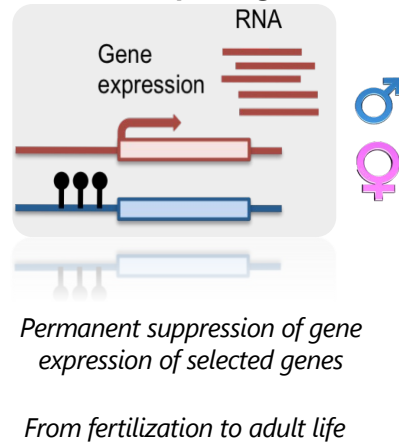 RNA
Gene
expression
Permanent suppression of gene
expression of selected genes
From fertilization to adult life